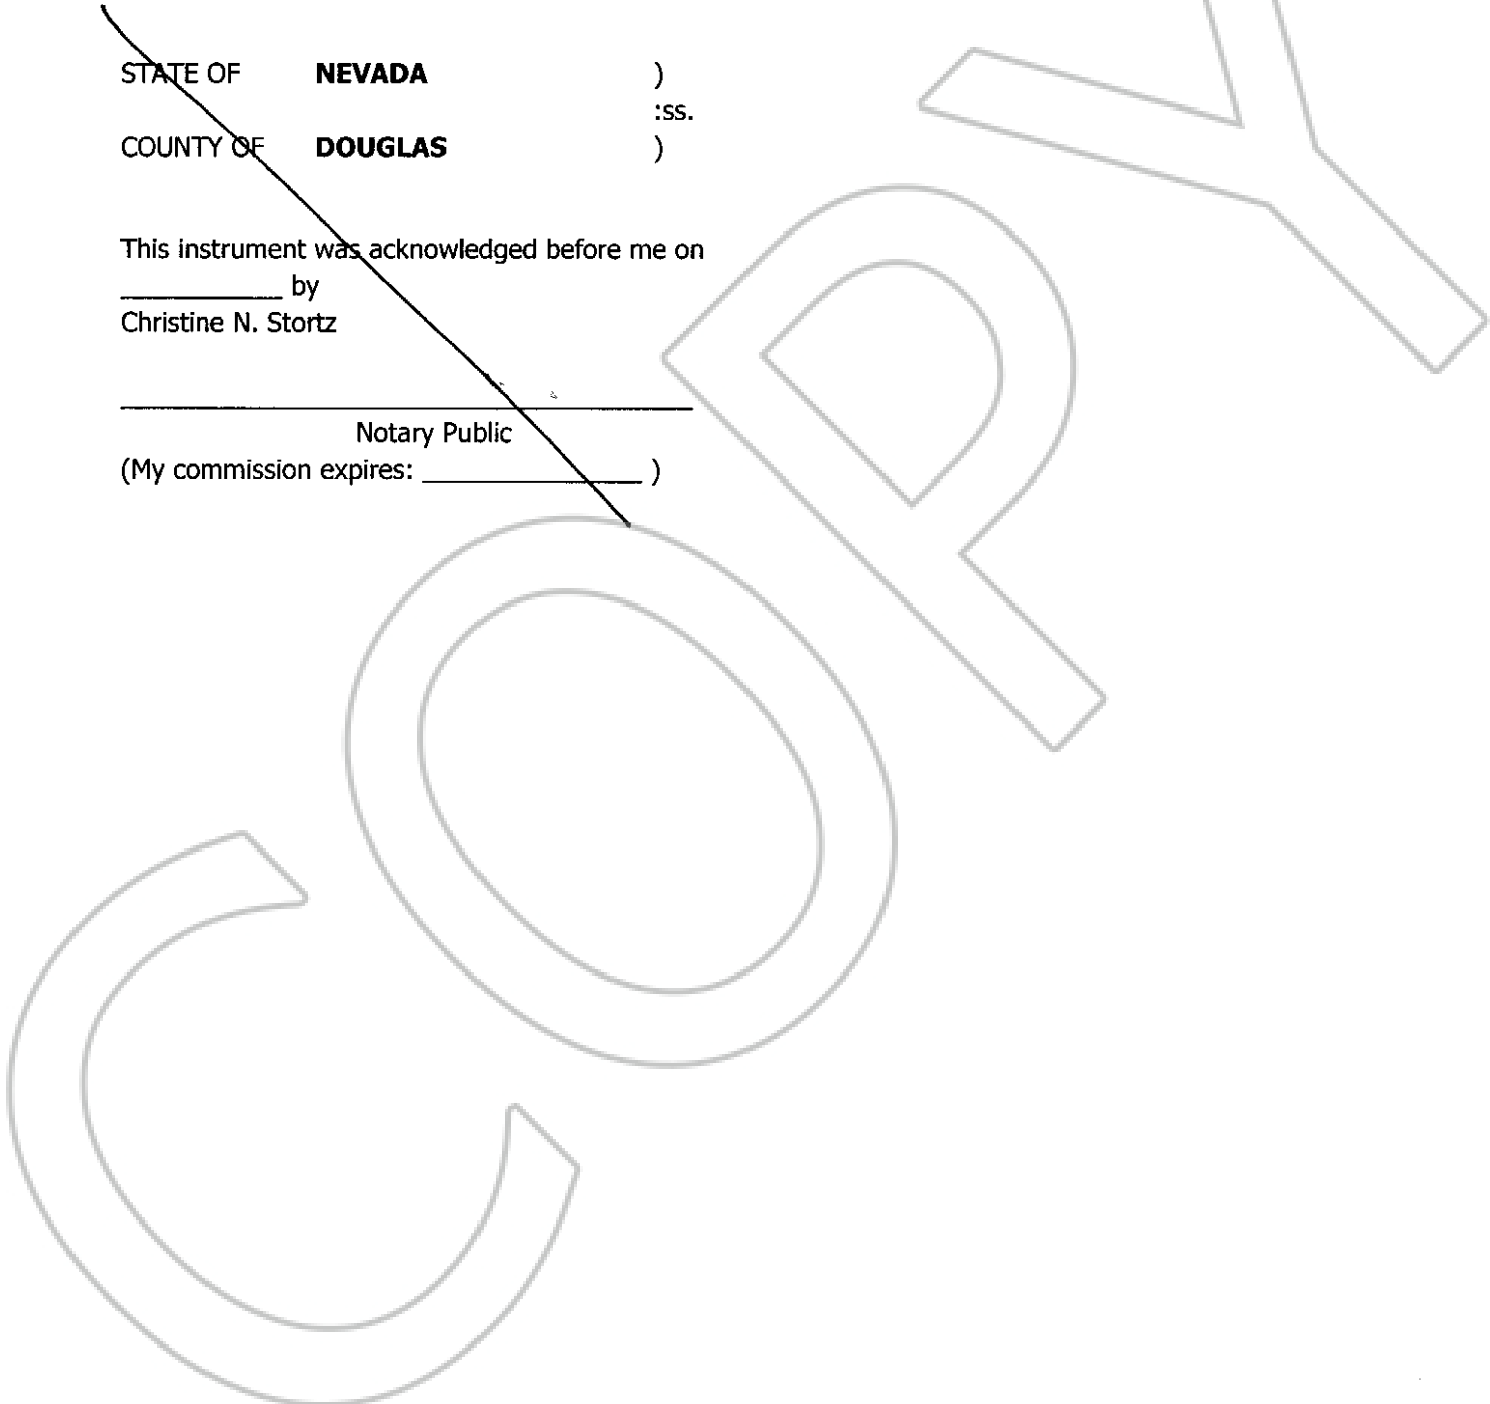 STATE OF NEVADA )
:ss.
COUNTY OF DOUGLAS )
This instrument was acknowledged before me on
____________ by
Christine N. Stortz
Notary Public
(My commission expires: ________________ )
COPY